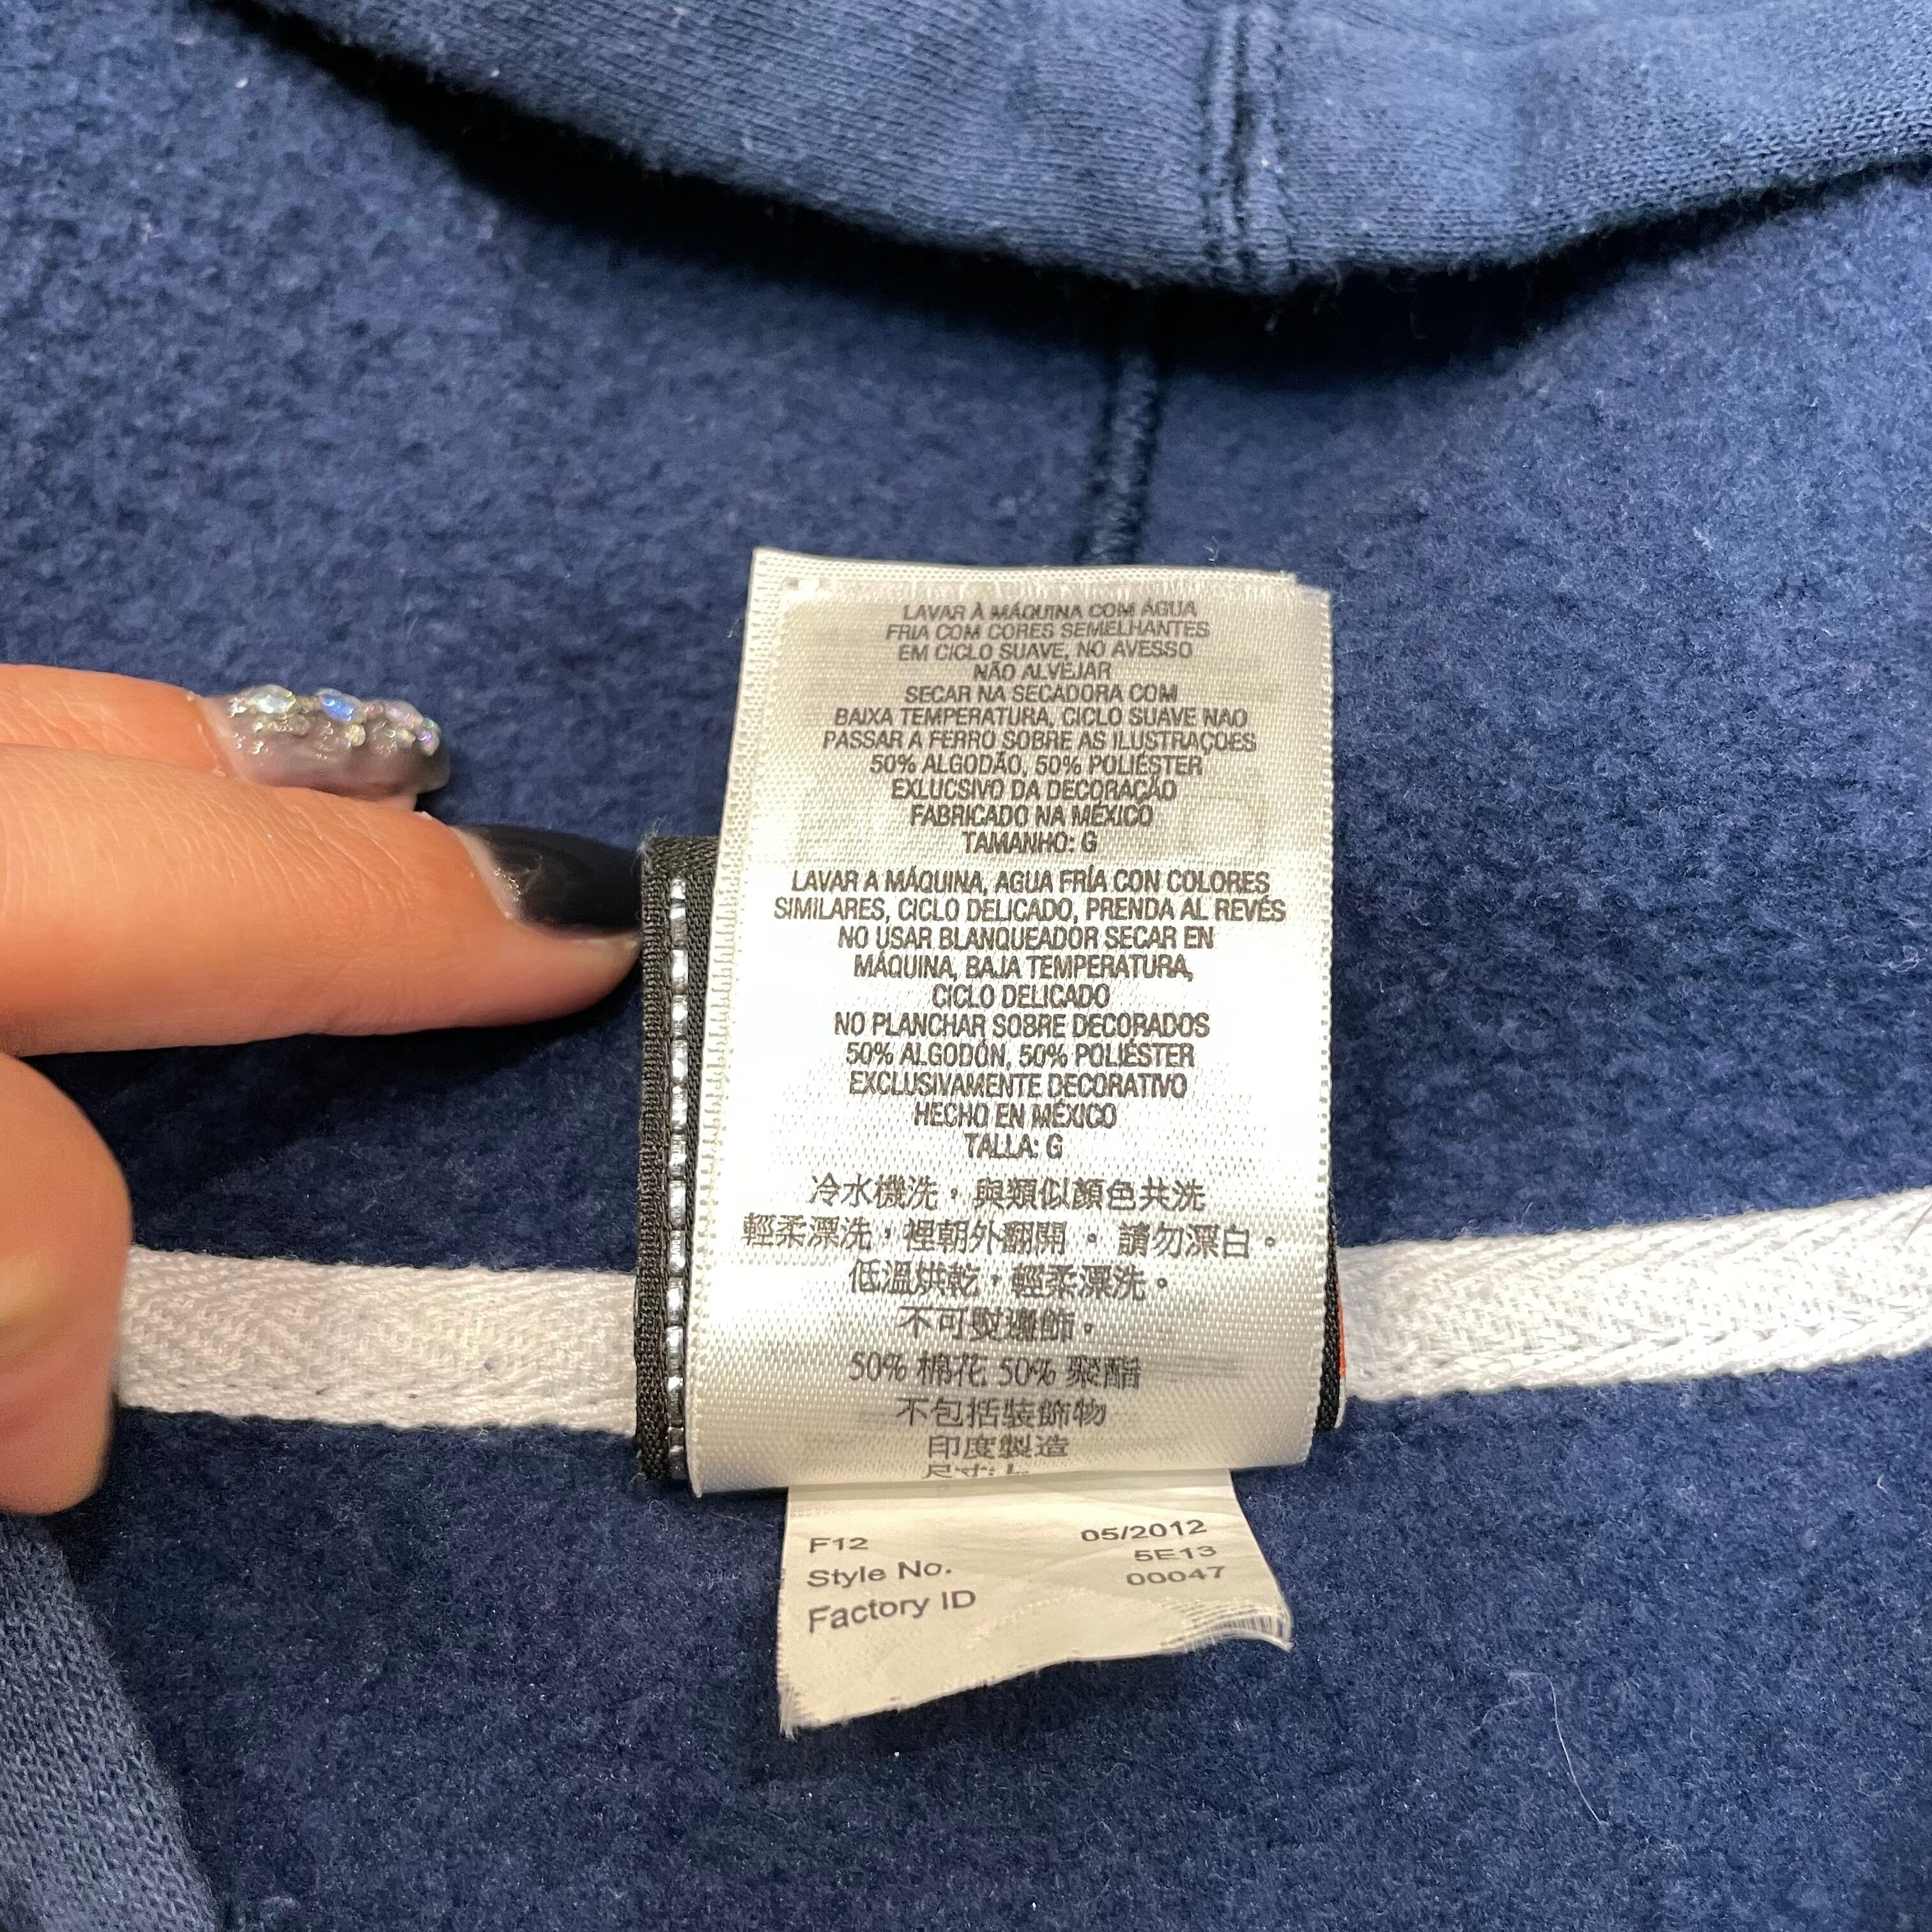 LAVAR À MÁQUINA COM ÁGUA
FRIA COM CORES SEMELHANTES
EM CICLO SUAVE, NO AVESSO
NÃO ALVEJAR
SECAR NA SECADORA COM
BAIXA TEMPERATURA, CICLO SUAVE NAO
PASSAR A FERRO SOBRE AS ILUSTRAÇOES
50% ALGODÃO, 50% POLIÉSTER
EXLUCSIVO DA DECORAÇÃO
FABRICADO NA MÉXICO
TAMANHO: G
LAVAR A MÁQUINA, AGUA FRÍA CON COLORES
SIMILARES, CICLO DELICADO, PRENDA AL REVÉS
NO USAR BLANQUEADOR SECAR EN
MÁQUINA, BAJA TEMPERATURA,
CICLO DELICADO
NO PLANCHAR SOBRE DECORADOS
50% ALGODÓN, 50% POLIÉSTER
EXCLUSIVAMENTE DECORATIVO
HECHO EN MÉXICO
TALLA: G
冷水機洗，與類似顏色共洗
輕柔漂洗，裡朝外翻開。請勿漂白。
低溫烘乾，輕柔漂洗。
不可熨邊飾。
50% 棉花 50% 聚酯
不包括裝飾物
印度製造
尺寸: L
F12 05/2012
Style No. 5E13
Factory ID 00047